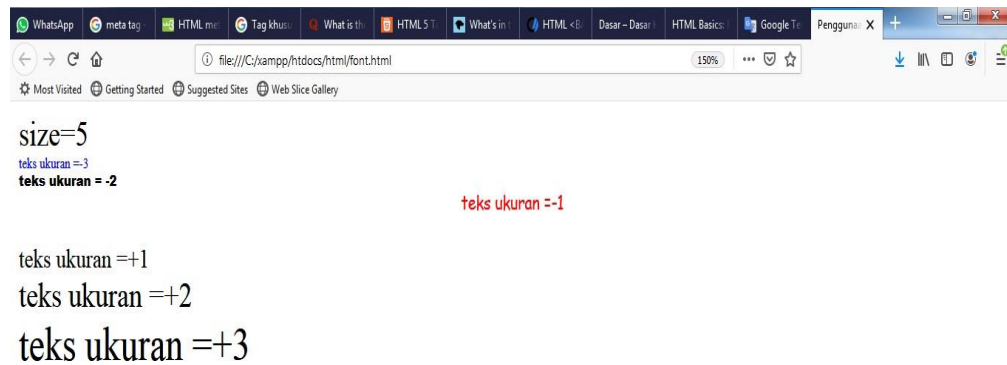 WhatsApp meta tag - HTML me Tag khusu What is th HTML 5 T What's in t HTML <B Dasar – Dasar HTML Basics: Google Te Penggunaa X +
file:///C:/xampp/htdocs/html/font.html 150%
Most Visited Getting Started Suggested Sites Web Slice Gallery
size=5
teks ukuran =-3
teks ukuran = -2
teks ukuran =-1
teks ukuran =+1
teks ukuran =+2
teks ukuran =+3